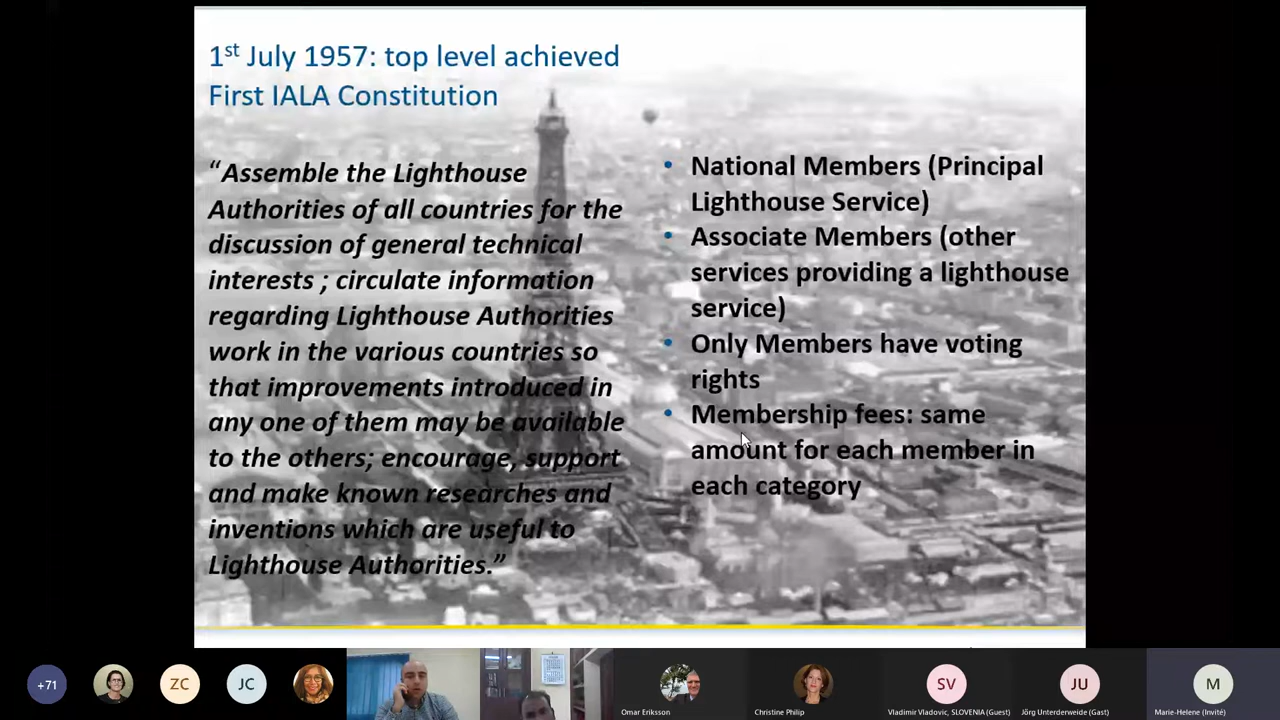 1st July 1957: top level achieved
First IALA Constitution
“Assemble the Lighthouse
Authorities of all countries for the
discussion of general technical
interests ; circulate information
regarding Lighthouse Authorities
work in the various countries so
that improvements introduced in
any one of them may be available
to the others; encourage, support
and make known researches and
inventions which are useful to
Lighthouse Authorities.”
• National Members (Principal
Lighthouse Service)
• Associate Members (other
services providing a lighthouse
service)
• Only Members have voting
rights
• Membership fees: same
amount for each member in
each category
+71
ZC
JC
Omar Eriksson
Christine Philip
SV
Vladimir Vladovic, SLOVENIA (Guest)
JU
Jörg Unterderweide (Gast)
M
Marie-Helene (Invité)